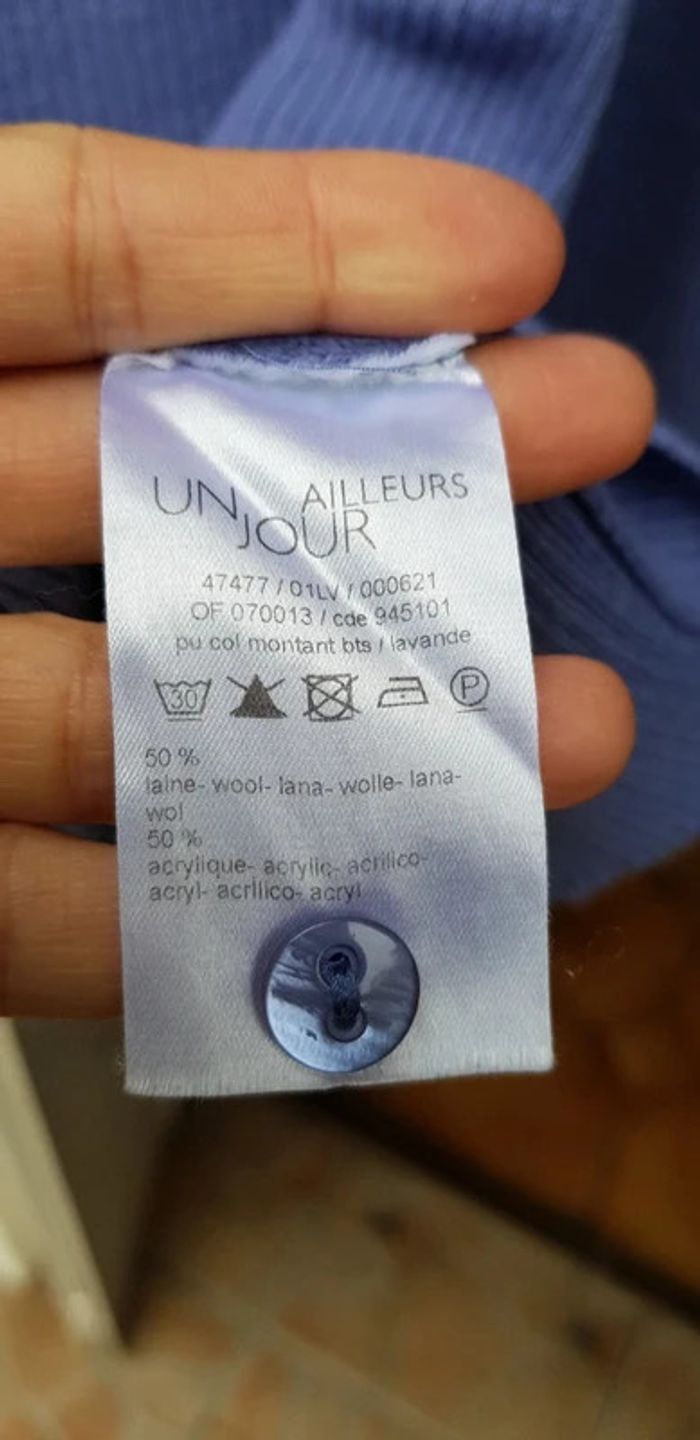 UN JOUR AILLEURS
47477 / 01LV / 000621
OF 070013 / cde 945101
pu col montant bts / lavande
30 P
50 %
laine- wool- lana- wolle- lana-
wol
50 %
acrylique- acrylic- acrilico-
acryl- acrilico- acryl